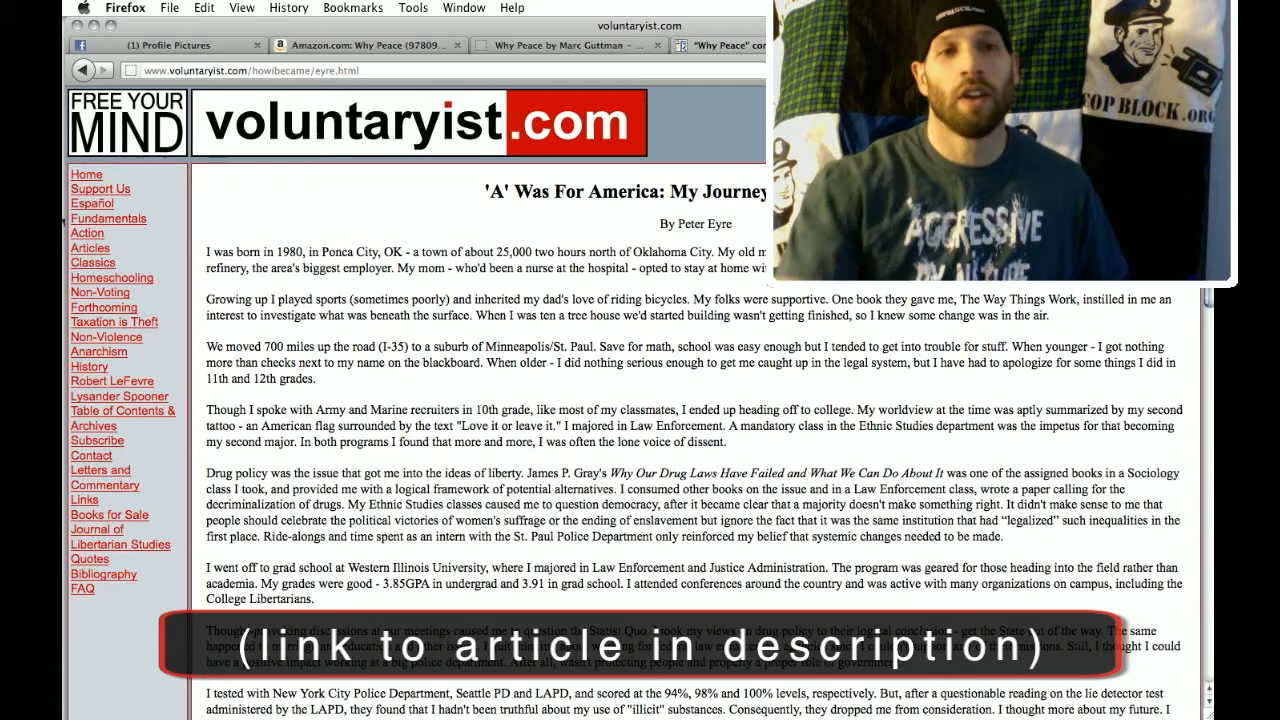 Firefox File Edit View History Bookmarks Tools Window Help
voluntaryist.com
(1) Profile Pictures
Amazon.com: Why Peace (97809...
Why Peace by Marc Guttman – ...
"Why Peace" con
www.voluntaryist.com/howibecame/eyre.html
FREE YOUR
MIND
voluntaryist.com
COP BLOCK.ORG
AGGRESSIVE
BY NATURE
Home
Support Us
Español
Fundamentals
Action
Articles
Classics
Homeschooling
Non-Voting
Forthcoming
Taxation is Theft
Non-Violence
Anarchism
History
Robert LeFevre
Lysander Spooner
Table of Contents &
Archives
Subscribe
Contact
Letters and
Commentary
Links
Books for Sale
Journal of
Libertarian Studies
Quotes
Bibliography
FAQ
'A' Was For America: My Journey
By Peter Eyre
I was born in 1980, in Ponca City, OK - a town of about 25,000 two hours north of Oklahoma City. My old m
refinery, the area's biggest employer. My mom - who'd been a nurse at the hospital - opted to stay at home wi
Growing up I played sports (sometimes poorly) and inherited my dad's love of riding bicycles. My folks were supportive. One book they gave me, The Way Things Work, instilled in me an
interest to investigate what was beneath the surface. When I was ten a tree house we'd started building wasn't getting finished, so I knew some change was in the air.
We moved 700 miles up the road (I-35) to a suburb of Minneapolis/St. Paul. Save for math, school was easy enough but I tended to get into trouble for stuff. When younger - I got nothing
more than checks next to my name on the blackboard. When older - I did nothing serious enough to get me caught up in the legal system, but I have had to apologize for some things I did in
11th and 12th grades.
Though I spoke with Army and Marine recruiters in 10th grade, like most of my classmates, I ended up heading off to college. My worldview at the time was aptly summarized by my second
tattoo - an American flag surrounded by the text "Love it or leave it." I majored in Law Enforcement. A mandatory class in the Ethnic Studies department was the impetus for that becoming
my second major. In both programs I found that more and more, I was often the lone voice of dissent.
Drug policy was the issue that got me into the ideas of liberty. James P. Gray's Why Our Drug Laws Have Failed and What We Can Do About It was one of the assigned books in a Sociology
class I took, and provided me with a logical framework of potential alternatives. I consumed other books on the issue and in a Law Enforcement class, wrote a paper calling for the
decriminalization of drugs. My Ethnic Studies classes caused me to question democracy, after it became clear that a majority doesn't make something right. It didn't make sense to me that
people should celebrate the political victories of women's suffrage or the ending of enslavement but ignore the fact that it was the same institution that had “legalized” such inequalities in the
first place. Ride-alongs and time spent as an intern with the St. Paul Police Department only reinforced my belief that systemic changes needed to be made.
I went off to grad school at Western Illinois University, where I majored in Law Enforcement and Justice Administration. The program was geared for those heading into the field rather than
academia. My grades were good - 3.85GPA in undergrad and 3.91 in grad school. I attended conferences around the country and was active with many organizations on campus, including the
College Libertarians.
(link to article in description)
I tested with New York City Police Department, Seattle PD and LAPD, and scored at the 94%, 98% and 100% levels, respectively. But, after a questionable reading on the lie detector test
administered by the LAPD, they found that I hadn't been truthful about my use of "illicit" substances. Consequently, they dropped me from consideration. I thought more about my future. I